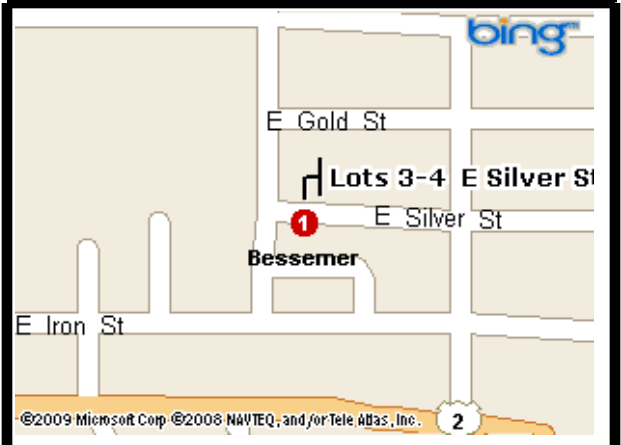 bing™
E Gold St
Lots 3-4 E Silver St
1
E Silver St
Bessemer
E Iron St
©2009 Microsoft Corp ©2008 NAVTEQ, and/or Tele Atlas, Inc.
2